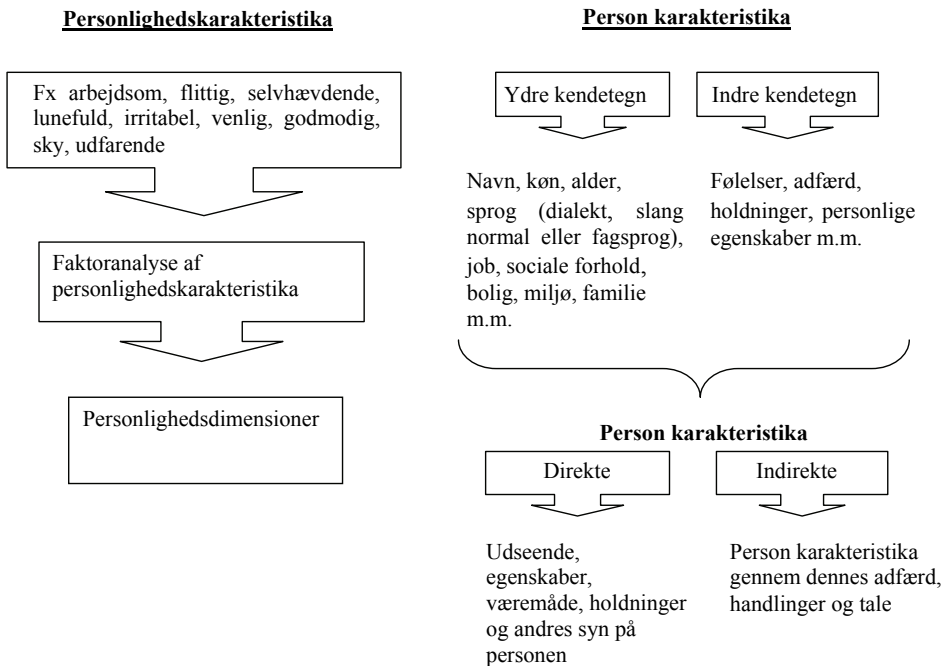 Personlighedskarakteristika
Fx arbejdsom, flittig, selvhævdende,
lunefuld, irritabel, venlig, godmodig,
sky, udfarende
Faktoranalyse af
personlighedskarakteristika
Personlighedsdimensioner
Person karakteristika
Ydre kendetegn
Indre kendetegn
Navn, køn, alder,
sprog (dialekt, slang
normal eller fagsprog),
job, sociale forhold,
bolig, miljø, familie
m.m.
Følelser, adfærd,
holdninger, personlige
egenskaber m.m.
Person karakteristika
Direkte
Indirekte
Udseende,
egenskaber,
væremåde, holdninger
og andres syn på
personen
Person karakteristika
gennem dennes adfærd,
handlinger og tale